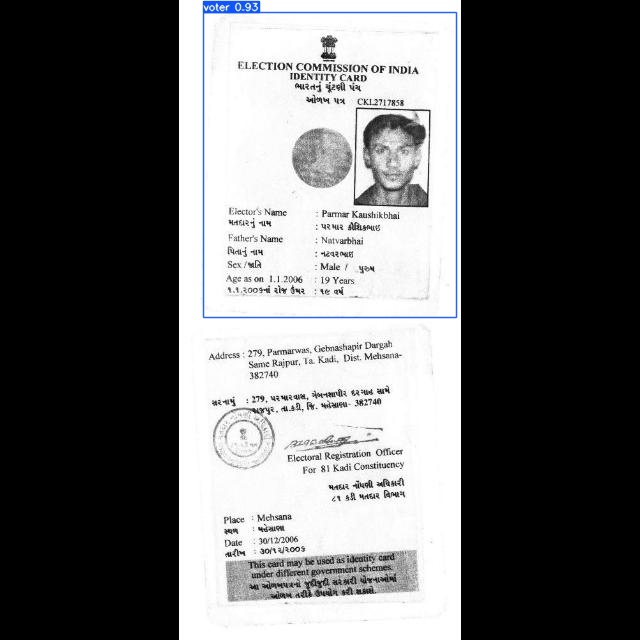 voter 0.93
ELECTION COMMISSION OF INDIA
IDENTITY CARD
ભારતનું ચૂંટણી પંચ
ઓળખ પત્ર CKL2717858
Elector's Name : Parmar Kaushikbhai
મતદારનું નામ : પરમાર કૌશિકભાઇ
Father's Name : Natvarbhai
પિતાનું નામ : નટવરભાઇ
Sex / જાતિ : Male / પુરુષ
Age as on 1.1.2006 : 19 Years
૧.૧.૨૦૦૬નાં રોજ ઉંમર : ૧૯ વર્ષ
Address : 279, Parmarwas, Gebnashapir Dargah
Same Rajpur, Ta. Kadi, Dist. Mehsana-
382740
સરનામું : 279, પરમારવાસ, ગેબનશાપીર દરગાહ સામે
રાજપુર, તા.કડી, જિ. મહેસાણા- 382740
Electoral Registration Officer
For 81 Kadi Constituency
મતદાર નોંધણી અધિકારી
૮૧ કડી મતદાર વિભાગ
Place : Mehsana
સ્થળ : મહેસાણા
Date : 30/12/2006
તારીખ : ૩૦/૧૨/૨૦૦૬
This card may be used as identity card
under different government schemes.
આ ઓળખપત્રનો જુદીજુદી સરકારી યોજનાઓમાં
ઓળખ તરીકે ઉપયોગ કરી શકાશે.